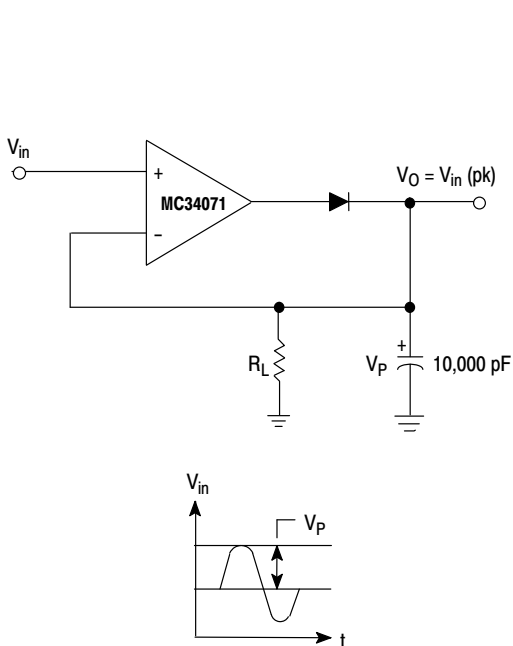 Vin
+
MC34071
−
VO = Vin (pk)
RL
+
VP
10,000 pF
Vin
VP
t